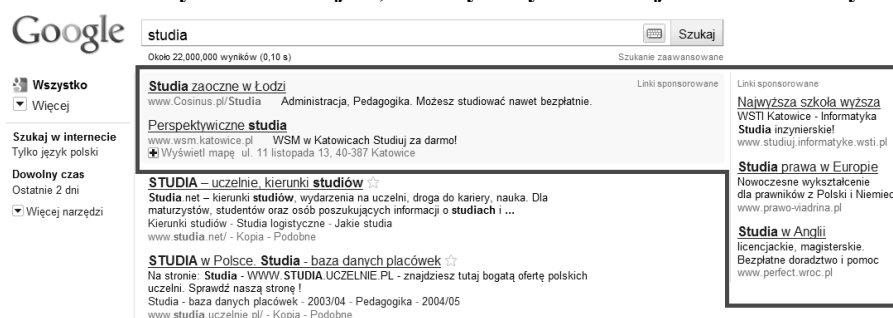 Google
studia
Szukaj
Około 22,000,000 wyników (0,10 s)
Szukanie zaawansowane
Wszystko
Więcej
Szukaj w internecie
Tylko język polski
Dowolny czas
Ostatnie 2 dni
Więcej narzędzi
Studia zaoczne w Łodzi
Linki sponsorowane
www.Cosinus.pl/Studia Administracja, Pedagogika. Możesz studiować nawet bezpłatnie.
Perspektywiczne studia
www.wsm.katowice.pl WSM w Katowicach Studiuj za darmo!
Wyświetl mapę ul. 11 listopada 13, 40-387 Katowice
STUDIA – uczelnie, kierunki studiów
Studia.net – kierunki studiów, wydarzenia na uczelni, droga do kariery, nauka. Dla
maturzystów, studentów oraz osób poszukujących informacji o studiach i ...
Kierunki studiów - Studia logistyczne - Jakie studia
www.studia.net/ - Kopia - Podobne
STUDIA w Polsce. Studia - baza danych placówek
Na stronie: Studia - WWW.STUDIA.UCZELNIE.PL - znajdziesz tutaj bogatą ofertę polskich
uczelni. Sprawdź naszą stronę !
Studia - baza danych placówek - 2003/04 - Pedagogika - 2004/05
www.studia.uczelnie.pl/ - Kopia - Podobne
Linki sponsorowane
Najwyższa szkoła wyższa
WSTI Katowice - Informatyka
Studia inzynierskie!
www.studiuj.informatyke.wsti.pl
Studia prawa w Europie
Nowoczesne wykształcenie
dla prawników z Polski i Niemiec
www.prawo-viadrina.pl
Studia w Anglii
licencjackie, magisterskie.
Bezpłatne doradztwo i pomoc
www.perfect.wroc.pl